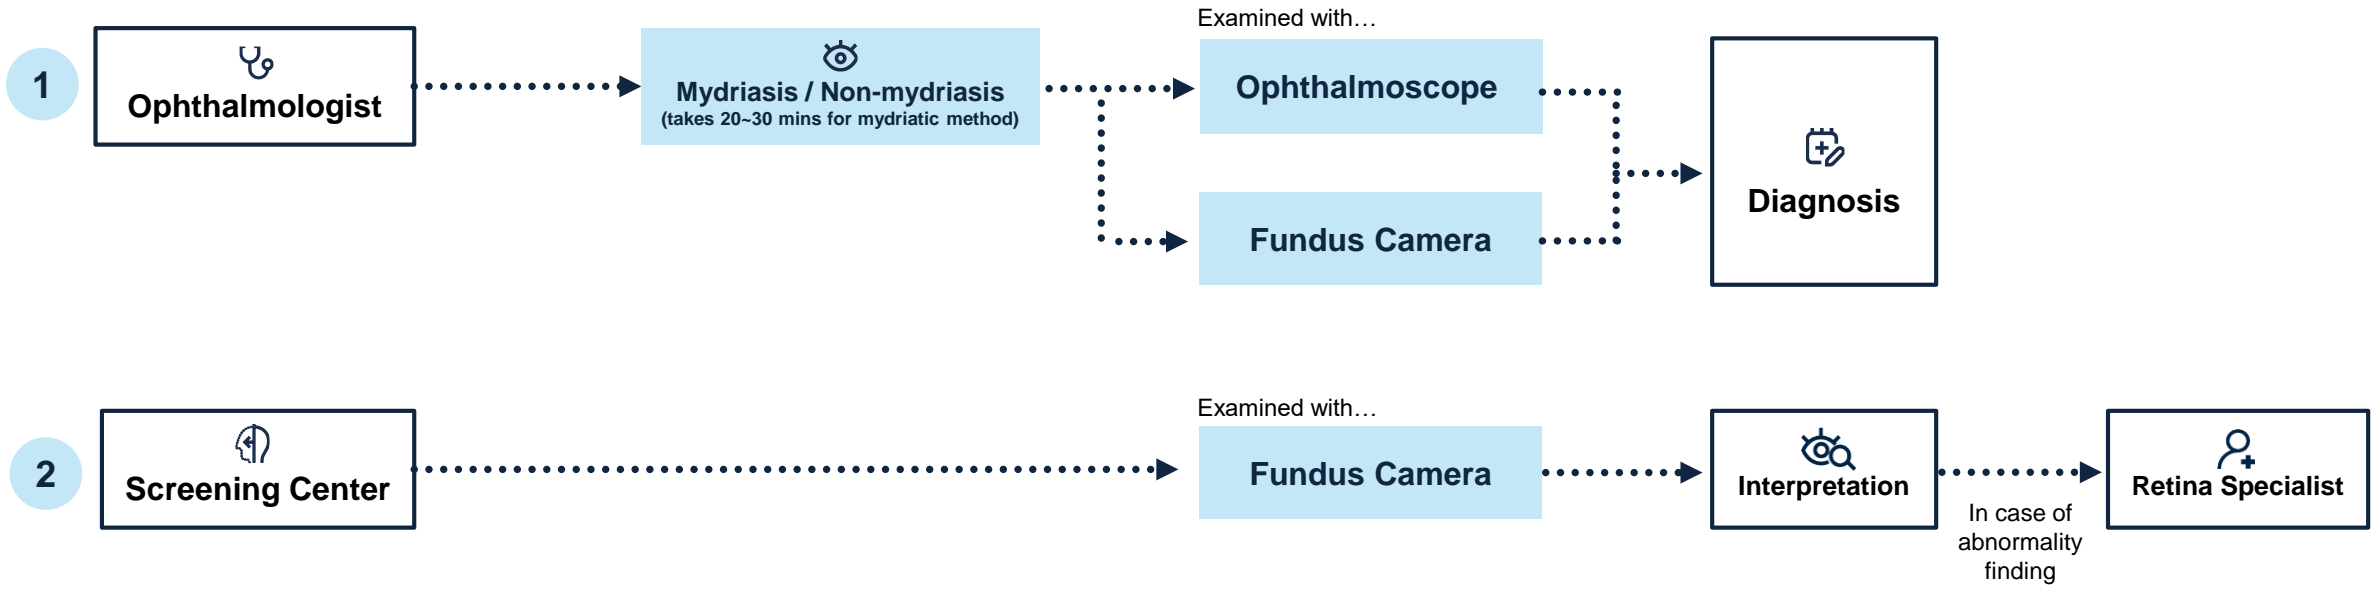 1
Ophthalmologist
Mydriasis / Non-mydriasis
(takes 20~30 mins for mydriatic method)
Examined with…
Ophthalmoscope
Fundus Camera
Diagnosis
2
Screening Center
Examined with…
Fundus Camera
Interpretation
In case of
abnormality
finding
Retina Specialist